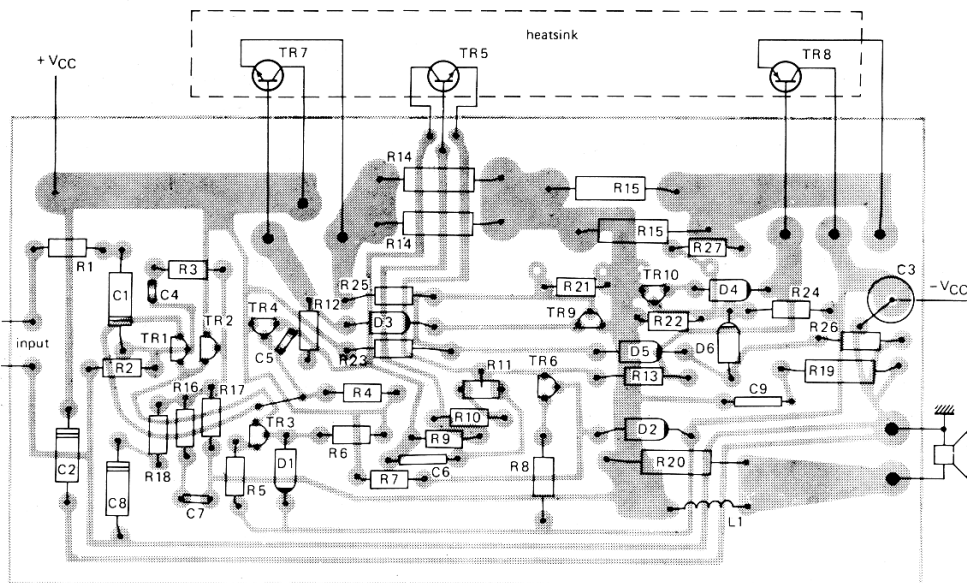 heatsink
TR7
TR5
TR8
+ VCC
R14
R15
R14
R15
R27
R1
R3
C1
C4
R25
R12
R21
TR10
D4
R24
C3
− VCC
TR4
D3
TR9
R22
R26
input
TR1
TR2
C5
R23
D5
D6
R2
R11
TR6
R13
R19
R16
R17
R4
C9
R10
TR3
D2
R9
R6
C2
R18
D1
C6
R20
C8
R5
R7
R8
C7
L1